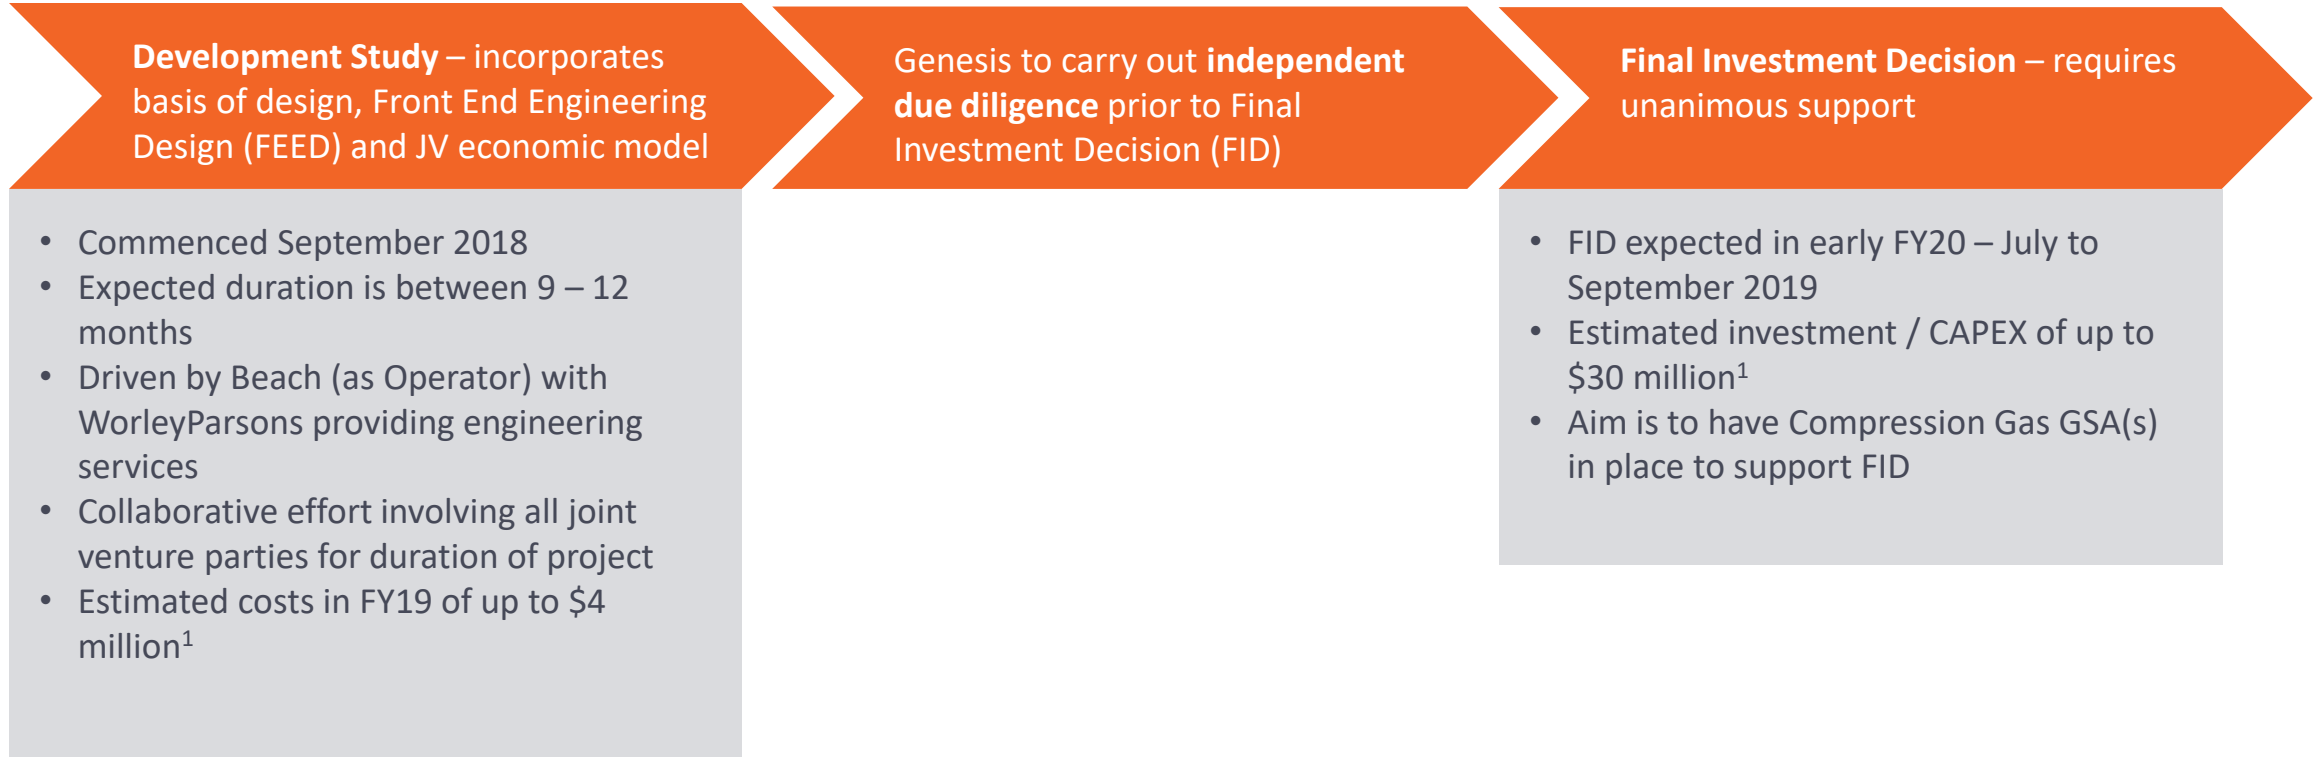 Development Study – incorporates
basis of design, Front End Engineering
Design (FEED) and JV economic model
• Commenced September 2018
• Expected duration is between 9 – 12
months
• Driven by Beach (as Operator) with
WorleyParsons providing engineering
services
• Collaborative effort involving all joint
venture parties for duration of project
• Estimated costs in FY19 of up to $4
million¹
Genesis to carry out independent
due diligence prior to Final
Investment Decision (FID)
Final Investment Decision – requires
unanimous support
• FID expected in early FY20 – July to
September 2019
• Estimated investment / CAPEX of up to
$30 million¹
• Aim is to have Compression Gas GSA(s)
in place to support FID